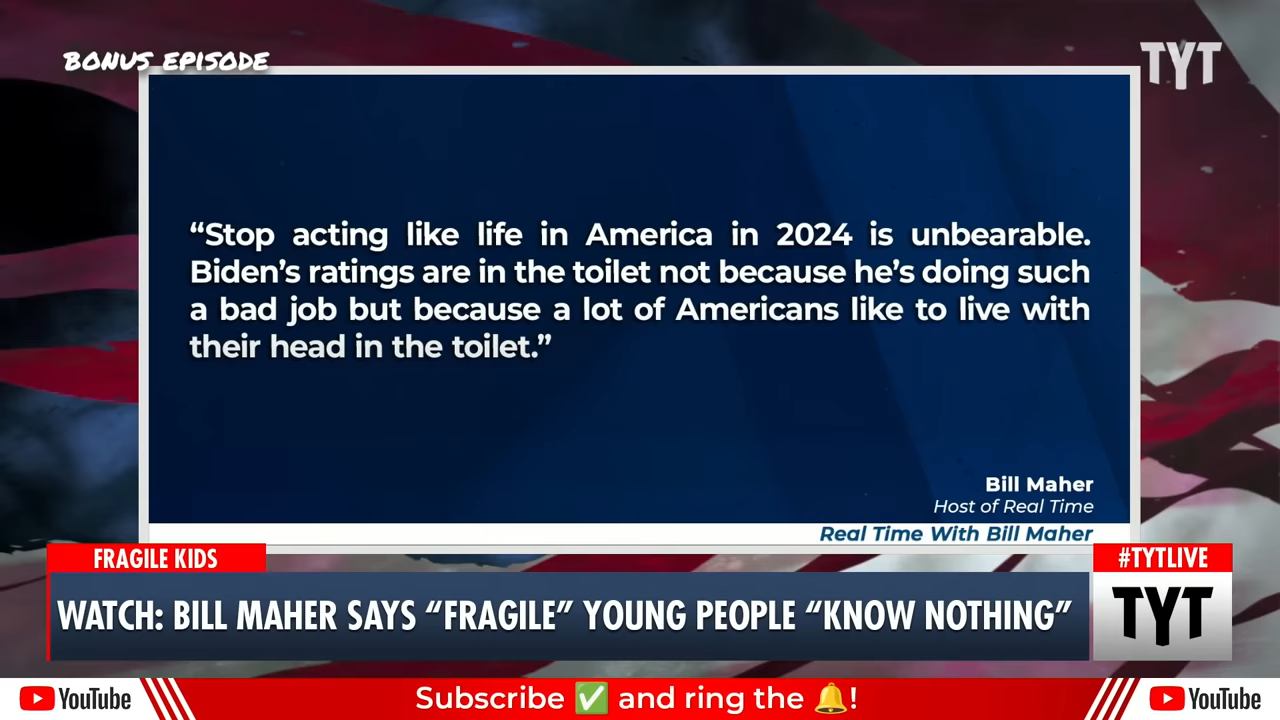 BONUS EPISODE
TYT
“Stop acting like life in America in 2024 is unbearable.
Biden’s ratings are in the toilet not because he’s doing such
a bad job but because a lot of Americans like to live with
their head in the toilet.”
Bill Maher
Host of Real Time
Real Time With Bill Maher
FRAGILE KIDS
#TYTLIVE
WATCH: BILL MAHER SAYS “FRAGILE” YOUNG PEOPLE “KNOW NOTHING”
TYT
YouTube
Subscribe ✅ and ring the 🔔!
YouTube